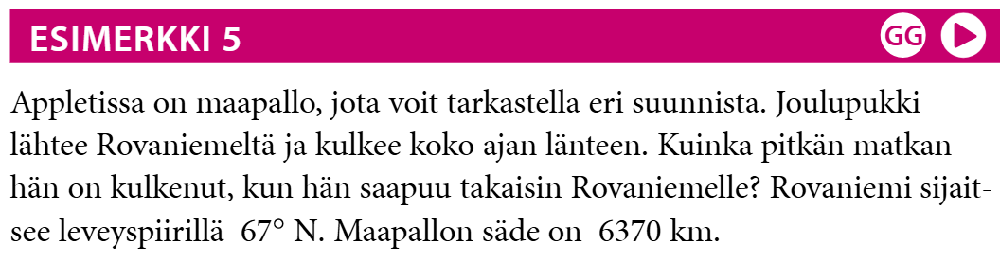 ESIMERKKI 5 GG
Appletissa on maapallo, jota voit tarkastella eri suunnista. Joulupukki
lähtee Rovaniemeltä ja kulkee koko ajan länteen. Kuinka pitkän matkan
hän on kulkenut, kun hän saapuu takaisin Rovaniemelle? Rovaniemi sijait-
see leveyspiirillä 67° N. Maapallon säde on 6370 km.